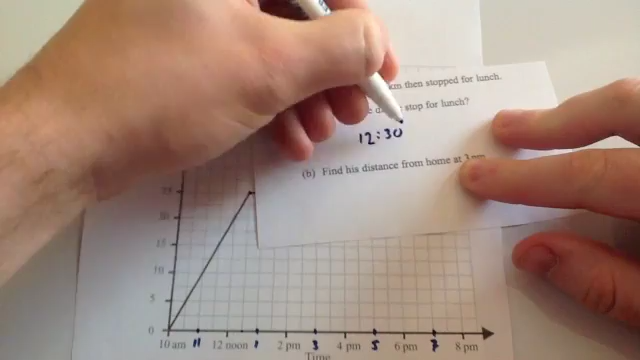 km then stopped for lunch.
stop for lunch?
12:30
(b) Find his distance from home at 3 pm
15
10
5
0
10 am 11 12 noon 1 2 pm 3 4 pm 5 6 pm 7 8 pm
Time